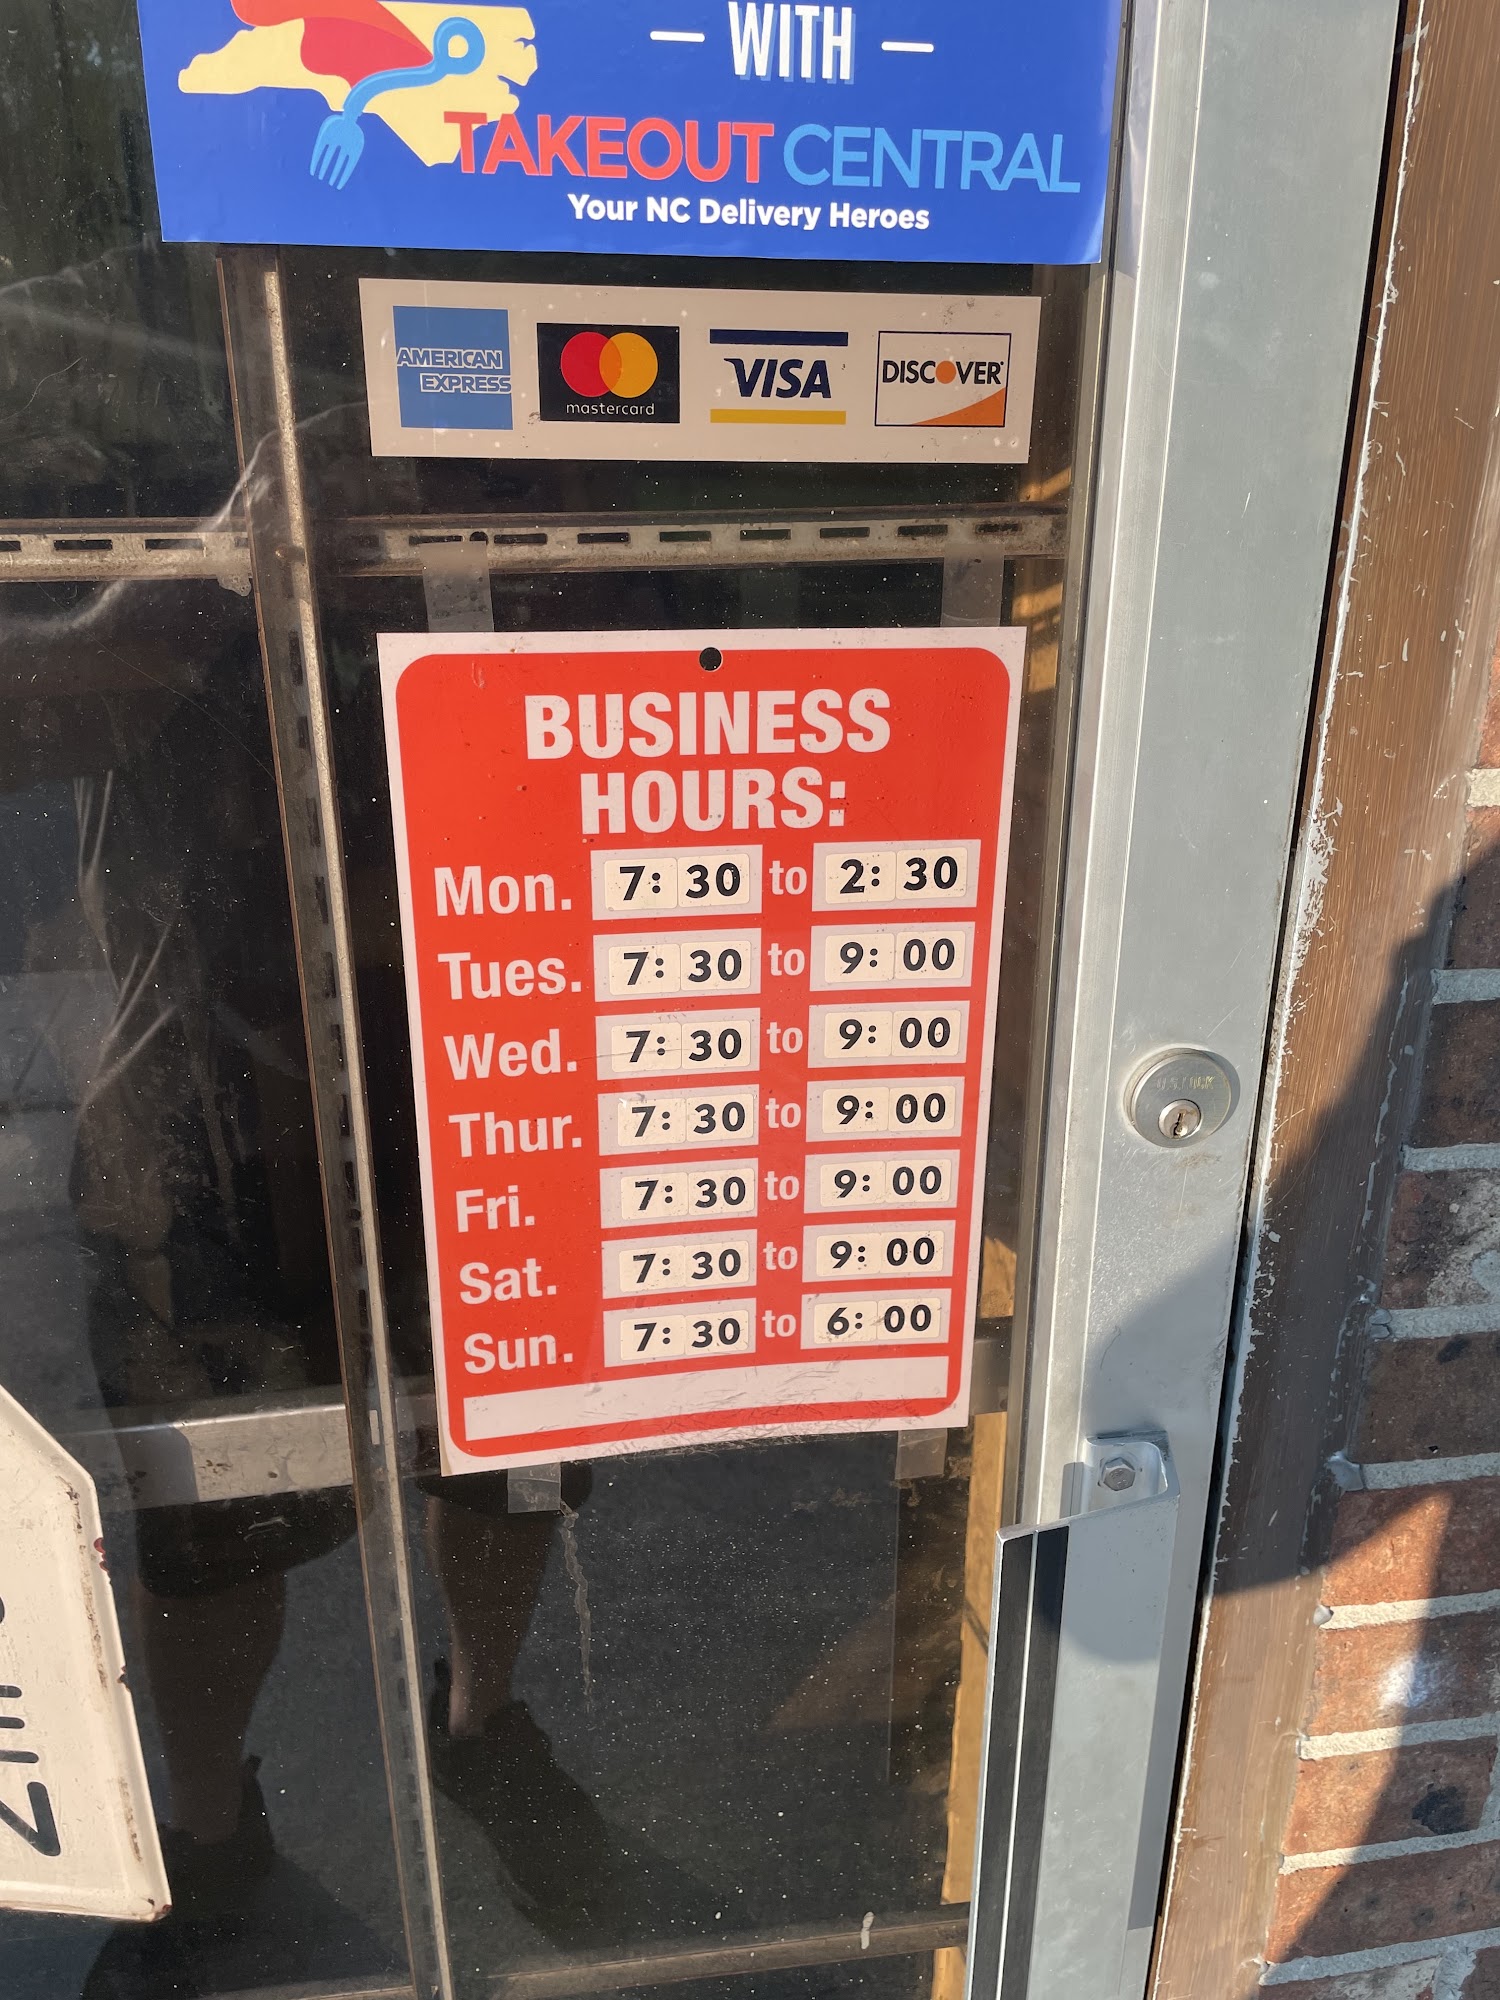 — WITH —
TAKEOUT CENTRAL
Your NC Delivery Heroes
AMERICAN EXPRESS
mastercard
VISA
DISCOVER
BUSINESS
HOURS:
Mon. 7:30 to 2:30
Tues. 7:30 to 9:00
Wed. 7:30 to 9:00
Thur. 7:30 to 9:00
Fri. 7:30 to 9:00
Sat. 7:30 to 9:00
Sun. 7:30 to 6:00